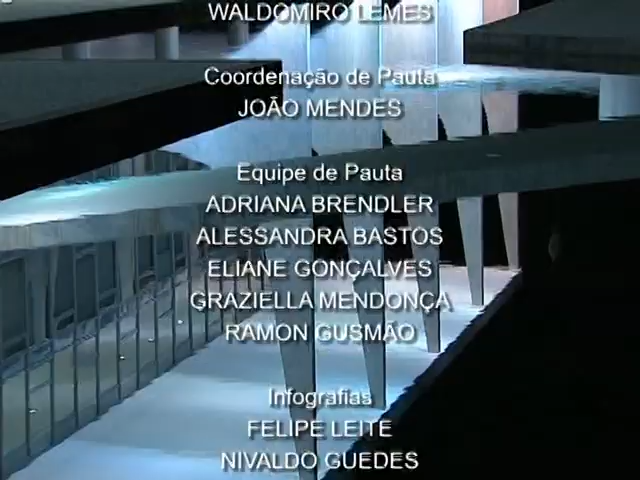 WALDOMIRO LEMES
Coordenação de Pauta
JOÃO MENDES
Equipe de Pauta
ADRIANA BRENDLER
ALESSANDRA BASTOS
ELIANE GONÇALVES
GRAZIELLA MENDONÇA
RAMON GUSMÃO
Infografias
FELIPE LEITE
NIVALDO GUEDES